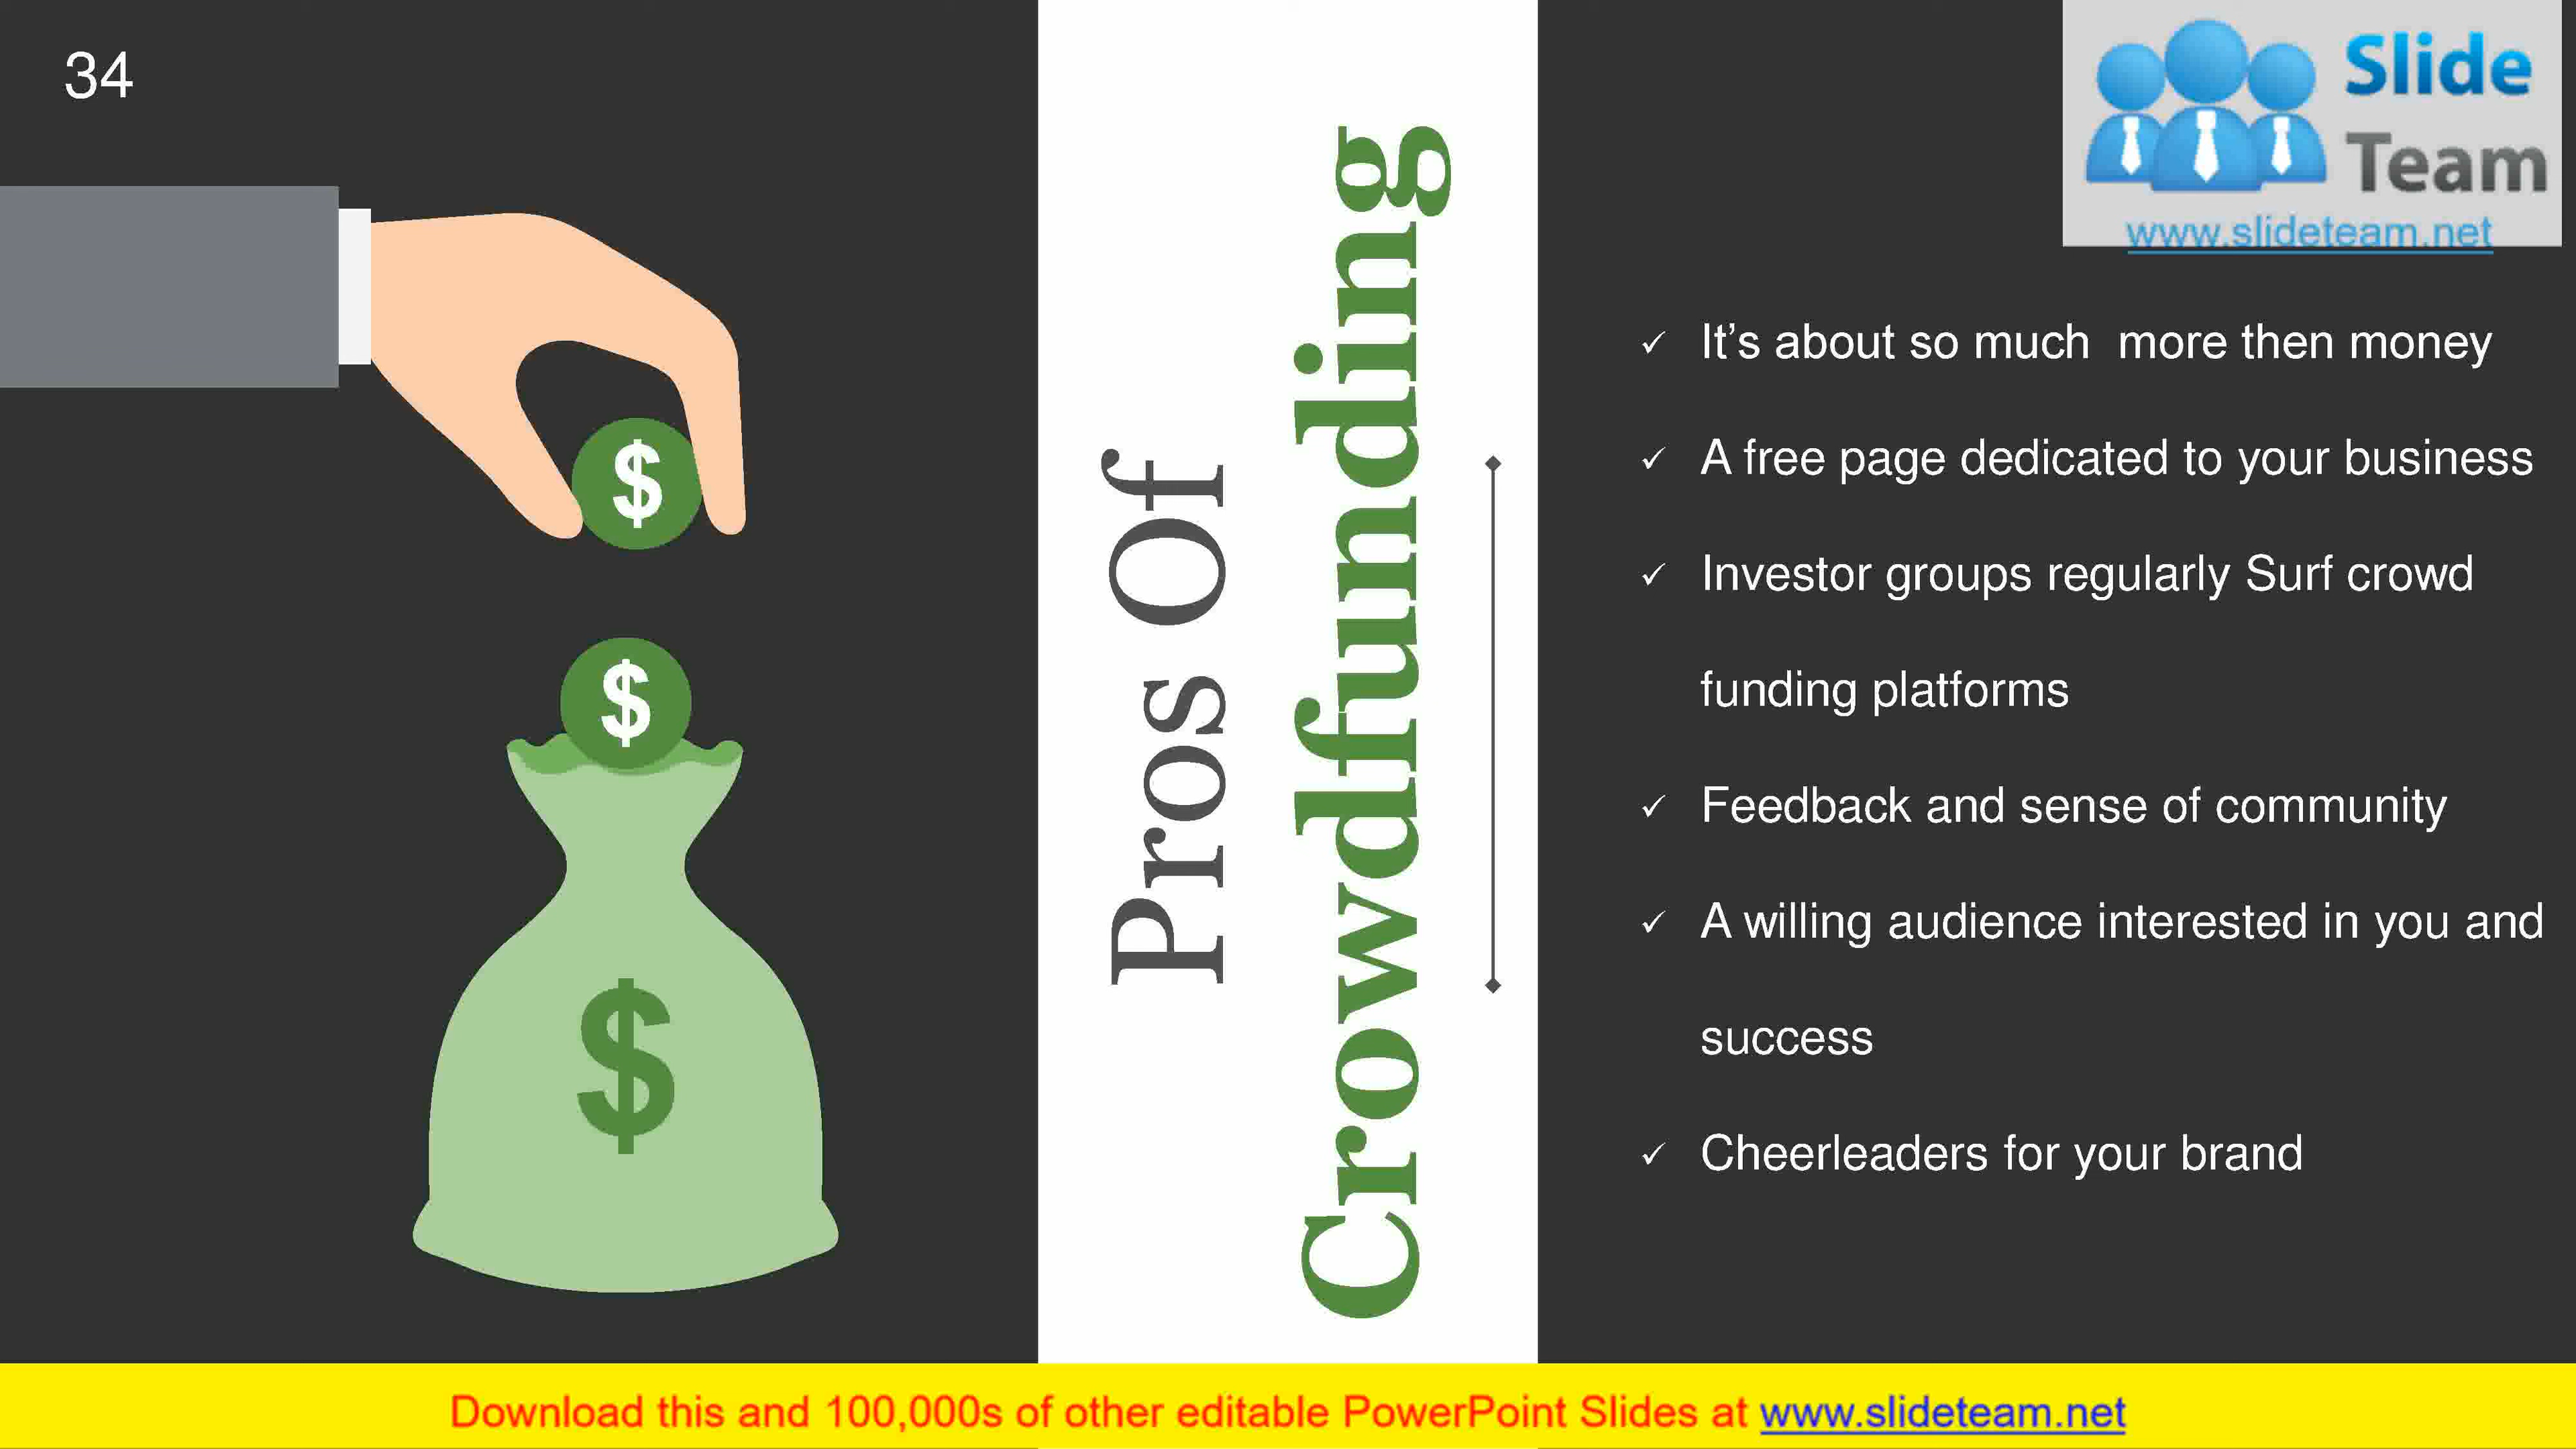 34
Slide
Team
www.slideteam.net
$
$
$
Pros Of
Crowdfunding
✓ It’s about so much more then money
✓ A free page dedicated to your business
✓ Investor groups regularly Surf crowd
funding platforms
✓ Feedback and sense of community
✓ A willing audience interested in you and
success
✓ Cheerleaders for your brand
Download this and 100,000s of other editable PowerPoint Slides at www.slideteam.net